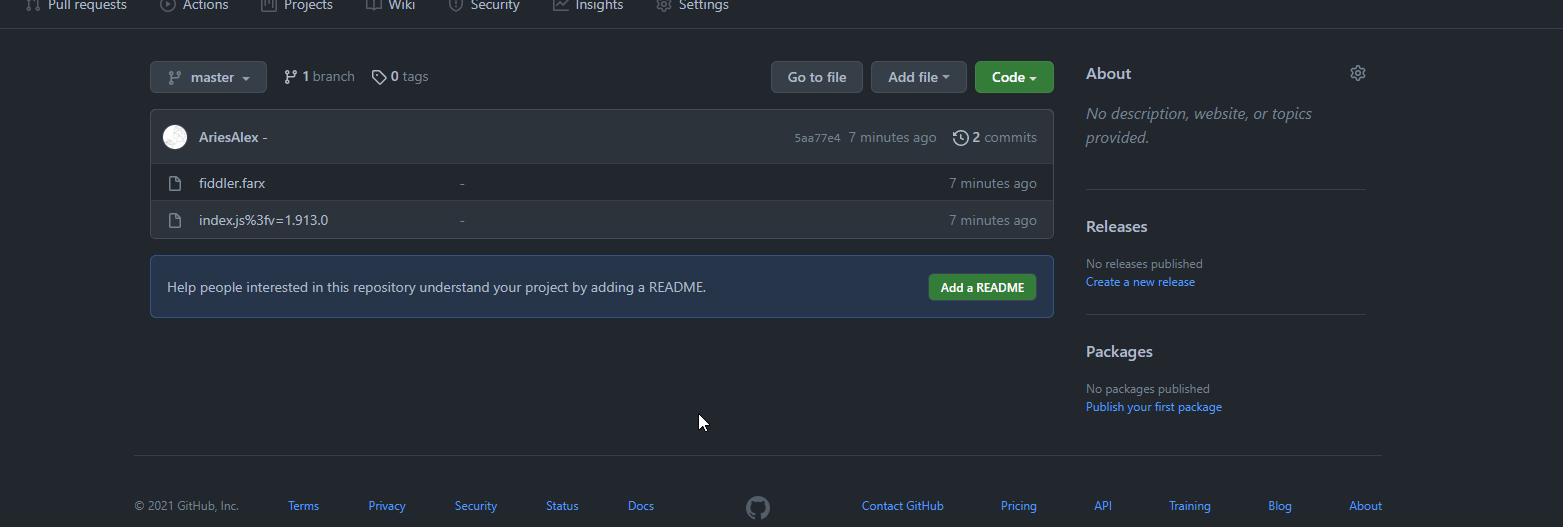 Pull requests Actions Projects Wiki Security Insights Settings
master 1 branch 0 tags Go to file Add file Code
AriesAlex - 5aa77e4 7 minutes ago 2 commits
fiddler.farx - 7 minutes ago
index.js%3fv=1.913.0 - 7 minutes ago
Help people interested in this repository understand your project by adding a README. Add a README
About
No description, website, or topics
provided.
Releases
No releases published
Create a new release
Packages
No packages published
Publish your first package
© 2021 GitHub, Inc. Terms Privacy Security Status Docs Contact GitHub Pricing API Training Blog About